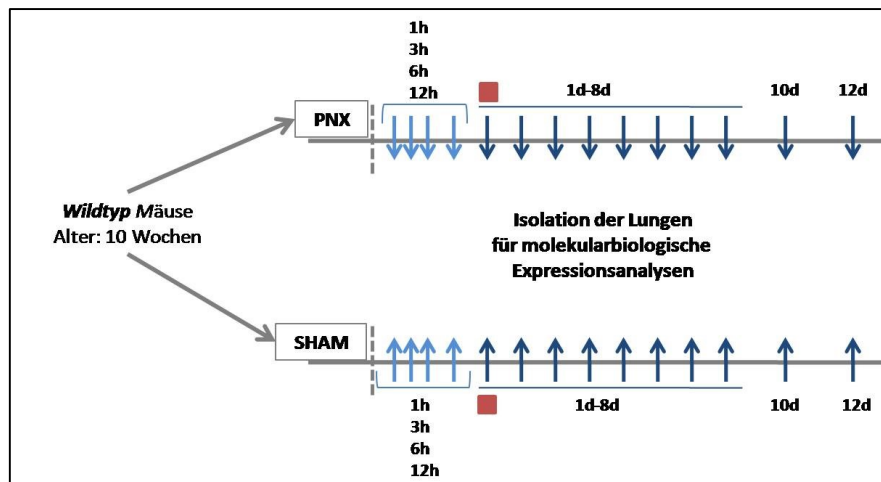 1h
3h
6h
12h
1d-8d
10d
12d
PNX
Wildtyp Mäuse
Alter: 10 Wochen
Isolation der Lungen
für molekularbiologische
Expressionsanalysen
SHAM
1h
3h
6h
12h
1d-8d
10d
12d